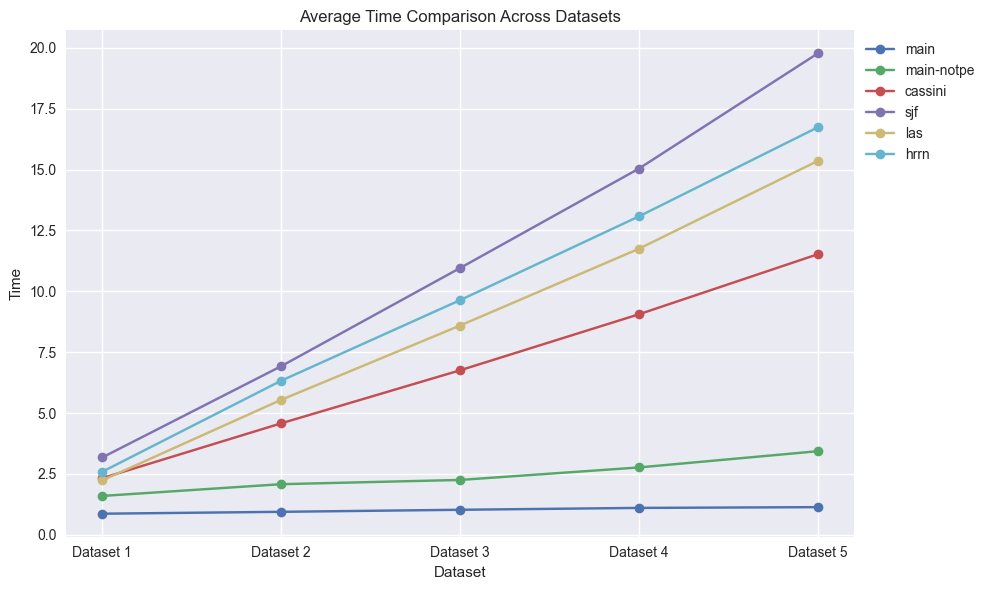 Average Time Comparison Across Datasets
20.0
17.5
15.0
12.5
10.0
7.5
5.0
2.5
0.0
Time
Dataset 1
Dataset 2
Dataset 3
Dataset 4
Dataset 5
Dataset
main
main-notpe
cassini
sjf
las
hrrn